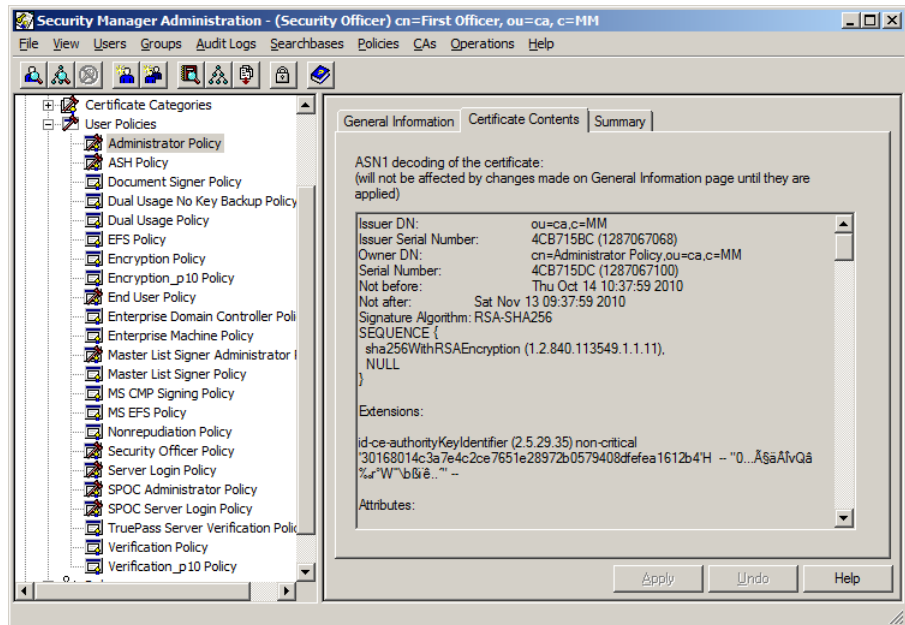 Security Manager Administration - (Security Officer) cn=First Officer, ou=ca, c=MM
File View Users Groups Audit Logs Searchbases Policies CAs Operations Help
Certificate Categories
User Policies
Administrator Policy
ASH Policy
Document Signer Policy
Dual Usage No Key Backup Policy
Dual Usage Policy
EFS Policy
Encryption Policy
Encryption_p10 Policy
End User Policy
Enterprise Domain Controller Poli
Enterprise Machine Policy
Master List Signer Administrator
Master List Signer Policy
MS CMP Signing Policy
MS EFS Policy
Nonrepudiation Policy
Security Officer Policy
Server Login Policy
SPOC Administrator Policy
SPOC Server Login Policy
TruePass Server Verification Polic
Verification Policy
Verification_p10 Policy
General Information Certificate Contents Summary
ASN1 decoding of the certificate:
(will not be affected by changes made on General Information page until they are
applied)
Issuer DN: ou=ca,c=MM
Issuer Serial Number: 4CB715BC (1287067068)
Owner DN: cn=Administrator Policy,ou=ca,c=MM
Serial Number: 4CB715DC (1287067100)
Not before: Thu Oct 14 10:37:59 2010
Not after: Sat Nov 13 09:37:59 2010
Signature Algorithm: RSA-SHA256
SEQUENCE {
sha256WithRSAEncryption (1.2.840.113549.1.1.11),
NULL
}
Extensions:
id-ce-authorityKeyIdentifier (2.5.29.35) non-critical
'30168014c3a7e4c2ce7651e28972b0579408dfefea1612b4'H -- "0...Ã§äÂÎvQâ
‰r°W"\bßïê..´" --
Attributes:
Apply Undo Help